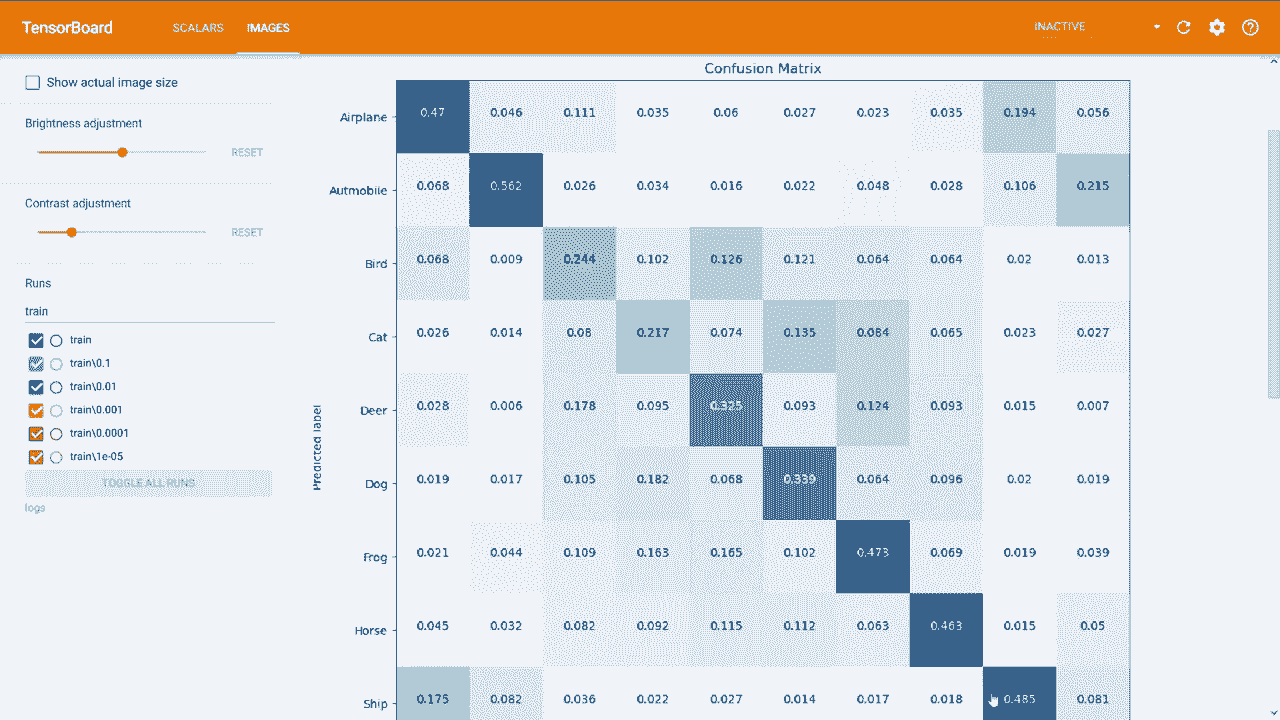 TensorBoard SCALARS IMAGES INACTIVE
Show actual image size
Brightness adjustment
RESET
Contrast adjustment
RESET
Runs
train
train
train\0.1
train\0.01
train\0.001
train\0.0001
train\1e-05
TOGGLE ALL RUNS
logs
Confusion Matrix
Predicted label
Airplane 0.47 0.046 0.111 0.035 0.06 0.027 0.023 0.035 0.194 0.056
Autmobile 0.068 0.562 0.026 0.034 0.016 0.022 0.048 0.028 0.106 0.215
Bird 0.068 0.009 0.244 0.102 0.126 0.121 0.064 0.064 0.02 0.013
Cat 0.026 0.014 0.08 0.217 0.074 0.135 0.084 0.065 0.023 0.027
Deer 0.028 0.006 0.178 0.095 0.093 0.124 0.093 0.015 0.007
Dog 0.019 0.017 0.105 0.182 0.068 0.339 0.064 0.096 0.02 0.019
Frog 0.021 0.044 0.109 0.163 0.165 0.102 0.473 0.069 0.019 0.039
Horse 0.045 0.032 0.082 0.092 0.115 0.112 0.063 0.463 0.015 0.05
Ship 0.175 0.082 0.036 0.022 0.027 0.014 0.017 0.018 0.485 0.081